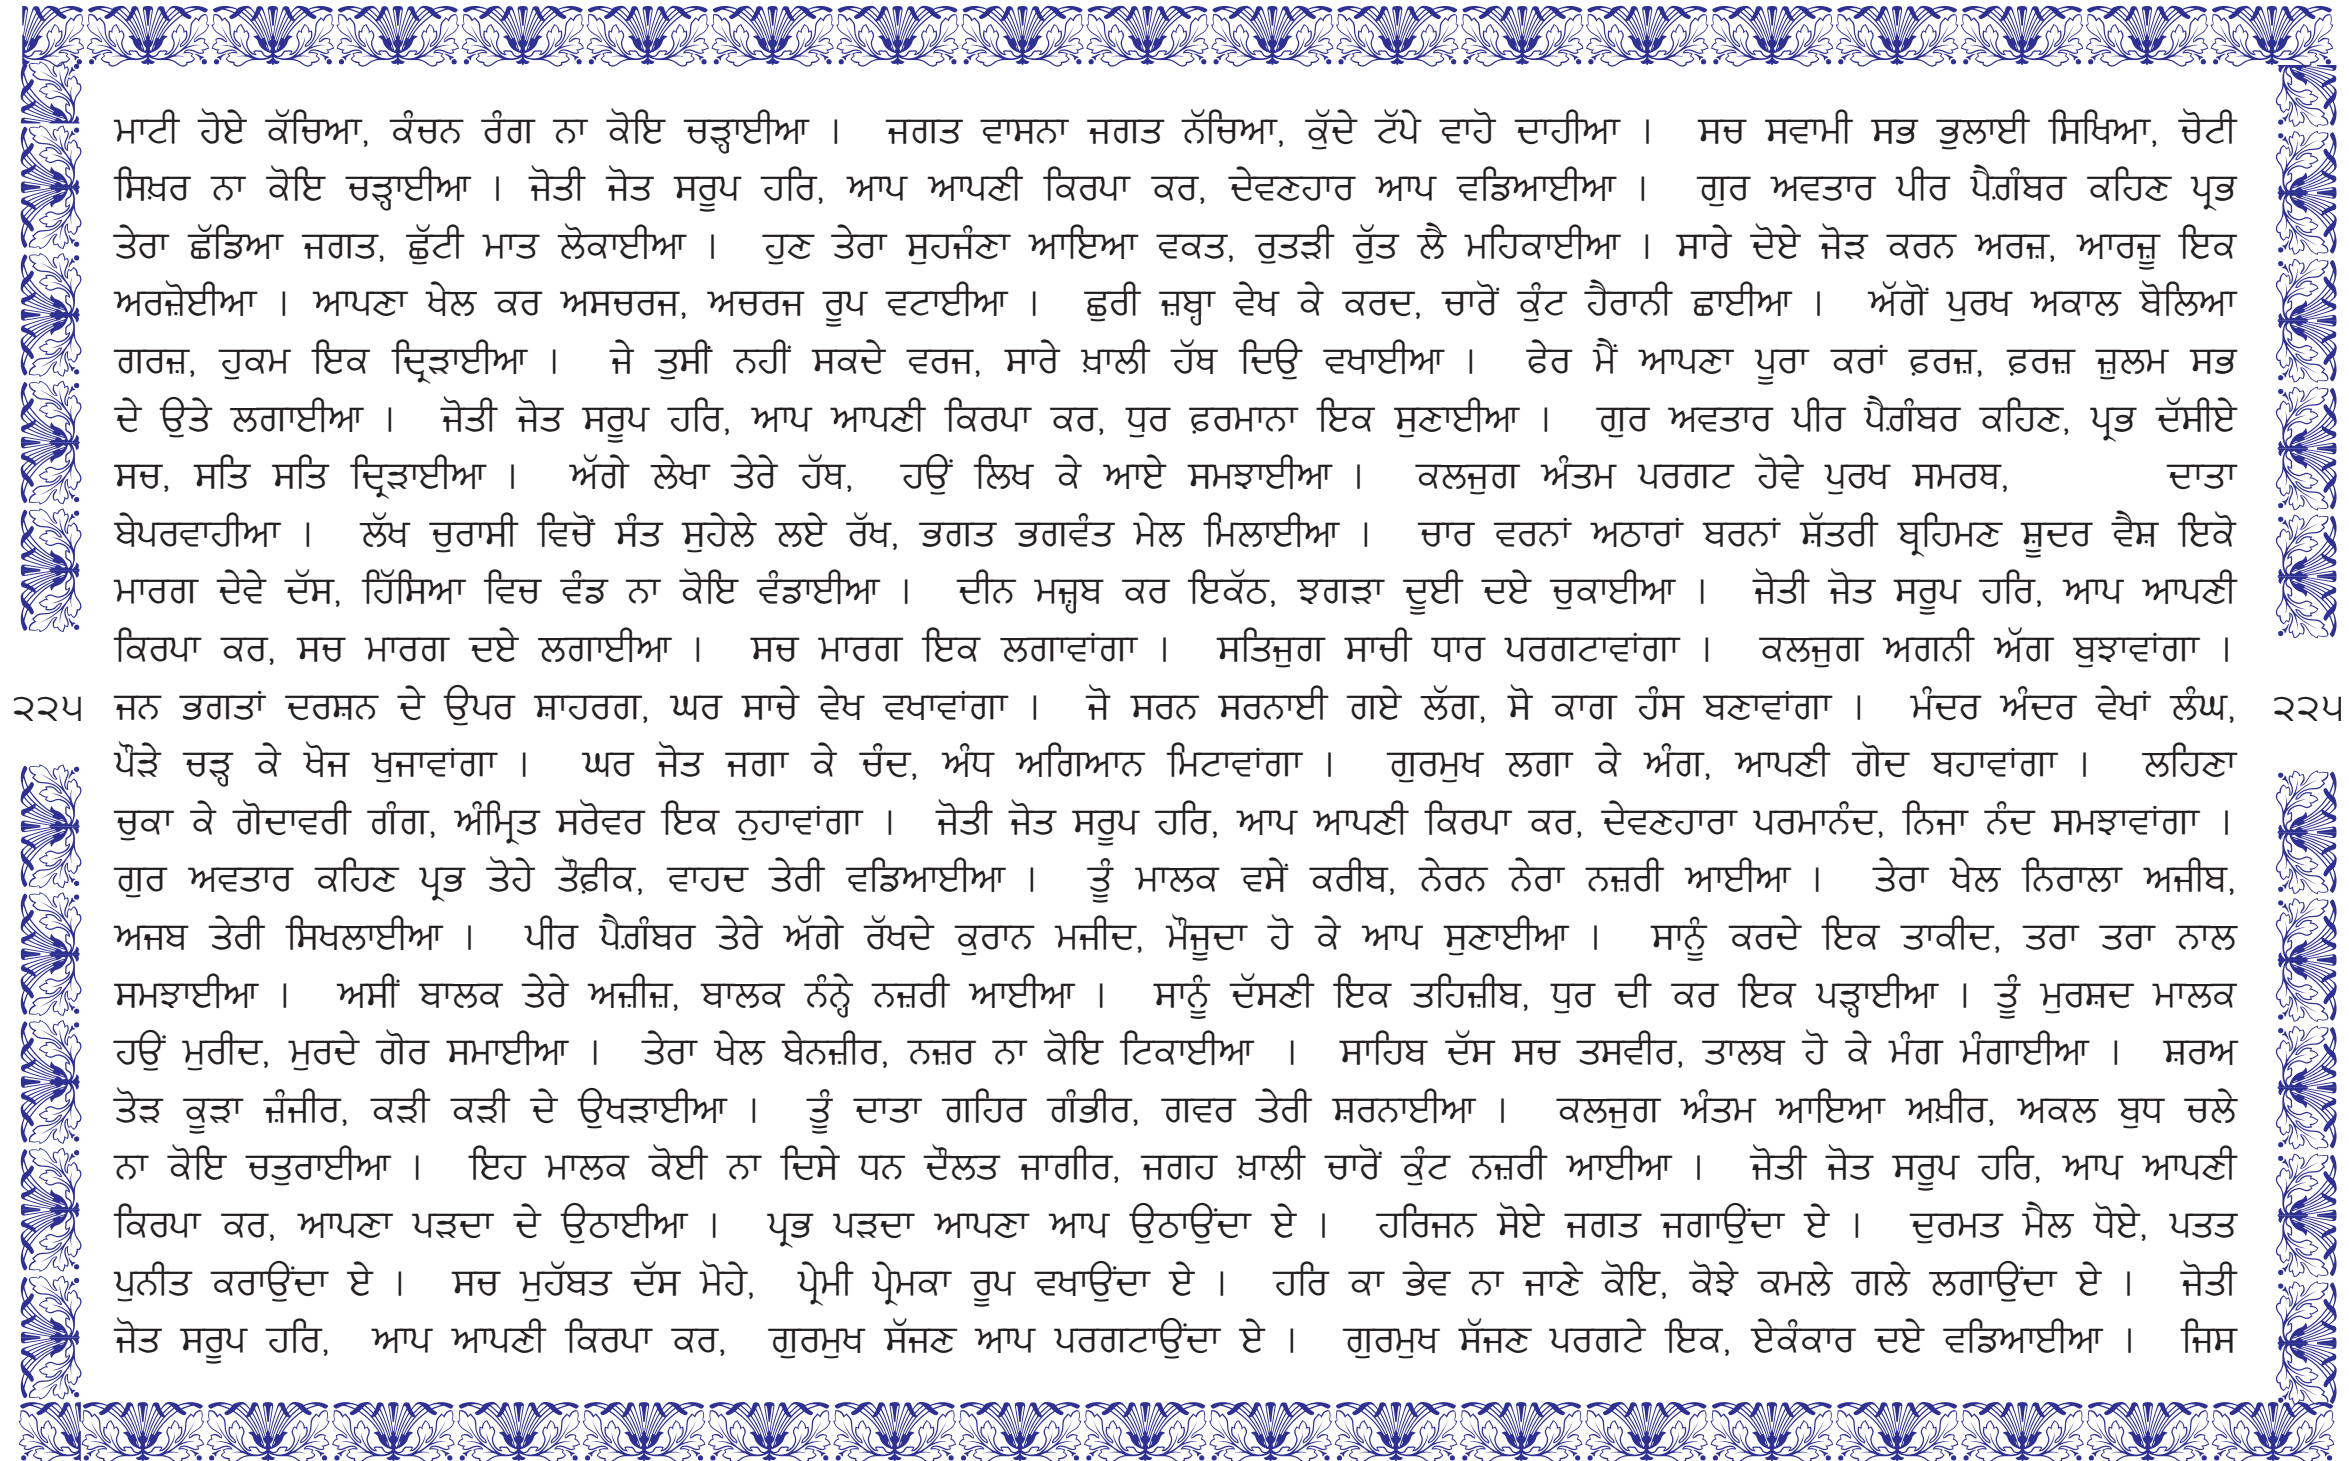 ਮਾਟੀ ਹੋਏ ਕੱਚਿਆ, ਕੰਚਨ ਰੰਗ ਨਾ ਕੋਇ ਚੜ੍ਹਾਈਆ । ਜਗਤ ਵਾਸਨਾ ਜਗਤ ਨੱਚਿਆ, ਕੁੱਦੇ ਟੱਪੇ ਵਾਹੋ ਦਾਹੀਆ । ਸਚ ਸਵਾਮੀ ਸਭ ਭੁਲਾਈ ਸਿਖਿਆ, ਚੋਟੀ
ਸਿਖ਼ਰ ਨਾ ਕੋਇ ਚੜ੍ਹਾਈਆ । ਜੋਤੀ ਜੋਤ ਸਰੂਪ ਹਰਿ, ਆਪ ਆਪਣੀ ਕਿਰਪਾ ਕਰ, ਦੇਵਣਹਾਰ ਆਪ ਵਡਿਆਈਆ । ਗੁਰ ਅਵਤਾਰ ਪੀਰ ਪੈਗ਼ੰਬਰ ਕਹਿਣ ਪ੍ਰਭ
ਤੇਰਾ ਛੱਡਿਆ ਜਗਤ, ਛੁੱਟੀ ਮਾਤ ਲੋਕਾਈਆ । ਹੁਣ ਤੇਰਾ ਸੁਹਜੰਣਾ ਆਇਆ ਵਕਤ, ਰੁਤੜੀ ਰੁੱਤ ਲੈ ਮਹਿਕਾਈਆ । ਸਾਰੇ ਦੋਏ ਜੋੜ ਕਰਨ ਅਰਜ਼, ਆਰਜ਼ੂ ਇਕ
ਅਰਜ਼ੋਈਆ । ਆਪਣਾ ਖੇਲ ਕਰ ਅਸਚਰਜ, ਅਚਰਜ ਰੂਪ ਵਟਾਈਆ । ਛੁਰੀ ਜ਼ਬ੍ਹਾ ਵੇਖ ਕੇ ਕਰਦ, ਚਾਰੋਂ ਕੁੰਟ ਹੈਰਾਨੀ ਛਾਈਆ । ਅੱਗੋਂ ਪੁਰਖ ਅਕਾਲ ਬੋਲਿਆ
ਗਰਜ਼, ਹੁਕਮ ਇਕ ਦ੍ਰਿੜਾਈਆ । ਜੇ ਤੁਸੀਂ ਨਹੀਂ ਸਕਦੇ ਵਰਜ, ਸਾਰੇ ਖ਼ਾਲੀ ਹੱਥ ਦਿਉ ਵਖਾਈਆ । ਫੇਰ ਮੈਂ ਆਪਣਾ ਪੂਰਾ ਕਰਾਂ ਫ਼ਰਜ਼, ਫ਼ਰਜ਼ ਜ਼ੁਲਮ ਸਭ
ਦੇ ਉਤੇ ਲਗਾਈਆ । ਜੋਤੀ ਜੋਤ ਸਰੂਪ ਹਰਿ, ਆਪ ਆਪਣੀ ਕਿਰਪਾ ਕਰ, ਧੁਰ ਫ਼ਰਮਾਨਾ ਇਕ ਸੁਣਾਈਆ । ਗੁਰ ਅਵਤਾਰ ਪੀਰ ਪੈਗ਼ੰਬਰ ਕਹਿਣ, ਪ੍ਰਭ ਦੱਸੀਏ
ਸਚ, ਸਤਿ ਸਤਿ ਦ੍ਰਿੜਾਈਆ । ਅੱਗੇ ਲੇਖਾ ਤੇਰੇ ਹੱਥ, ਹਉਂ ਲਿਖ ਕੇ ਆਏ ਸਮਝਾਈਆ । ਕਲਜੁਗ ਅੰਤਮ ਪਰਗਟ ਹੋਵੇ ਪੁਰਖ ਸਮਰਥ, ਦਾਤਾ
ਬੇਪਰਵਾਹੀਆ । ਲੱਖ ਚੁਰਾਸੀ ਵਿਚੋਂ ਸੰਤ ਸੁਹੇਲੇ ਲਏ ਰੱਖ, ਭਗਤ ਭਗਵੰਤ ਮੇਲ ਮਿਲਾਈਆ । ਚਾਰ ਵਰਨਾਂ ਅਠਾਰਾਂ ਬਰਨਾਂ ਸ਼ੱਤਰੀ ਬ੍ਰਹਿਮਣ ਸ਼ੂਦਰ ਵੈਸ਼ ਇਕੋ
ਮਾਰਗ ਦੇਵੇ ਦੱਸ, ਹਿੱਸਿਆ ਵਿਚ ਵੰਡ ਨਾ ਕੋਇ ਵੰਡਾਈਆ । ਦੀਨ ਮਜ਼੍ਹਬ ਕਰ ਇਕੱਠ, ਝਗੜਾ ਦੂਈ ਦਏ ਚੁਕਾਈਆ । ਜੋਤੀ ਜੋਤ ਸਰੂਪ ਹਰਿ, ਆਪ ਆਪਣੀ
ਕਿਰਪਾ ਕਰ, ਸਚ ਮਾਰਗ ਦਏ ਲਗਾਈਆ । ਸਚ ਮਾਰਗ ਇਕ ਲਗਾਵਾਂਗਾ । ਸਤਿਜੁਗ ਸਾਚੀ ਧਾਰ ਪਰਗਟਾਵਾਂਗਾ । ਕਲਜੁਗ ਅਗਨੀ ਅੱਗ ਬੁਝਾਵਾਂਗਾ ।
੨੨੫ ਜਨ ਭਗਤਾਂ ਦਰਸ਼ਨ ਦੇ ਉਪਰ ਸ਼ਾਹਰਗ, ਘਰ ਸਾਚੇ ਵੇਖ ਵਖਾਵਾਂਗਾ । ਜੋ ਸਰਨ ਸਰਨਾਈ ਗਏ ਲੱਗ, ਸੋ ਕਾਗ ਹੰਸ ਬਣਾਵਾਂਗਾ । ਮੰਦਰ ਅੰਦਰ ਵੇਖਾਂ ਲੰਘ, ੨੨੫
ਪੌੜੇ ਚੜ੍ਹ ਕੇ ਖੋਜ ਖੁਜਾਵਾਂਗਾ । ਘਰ ਜੋਤ ਜਗਾ ਕੇ ਚੰਦ, ਅੰਧ ਅਗਿਆਨ ਮਿਟਾਵਾਂਗਾ । ਗੁਰਮੁਖ ਲਗਾ ਕੇ ਅੰਗ, ਆਪਣੀ ਗੋਦ ਬਹਾਵਾਂਗਾ । ਲਹਿਣਾ
ਚੁਕਾ ਕੇ ਗੋਦਾਵਰੀ ਗੰਗ, ਅੰਮ੍ਰਿਤ ਸਰੋਵਰ ਇਕ ਨੁਹਾਵਾਂਗਾ । ਜੋਤੀ ਜੋਤ ਸਰੂਪ ਹਰਿ, ਆਪ ਆਪਣੀ ਕਿਰਪਾ ਕਰ, ਦੇਵਣਹਾਰਾ ਪਰਮਾਨੰਦ, ਨਿਜਾ ਨੰਦ ਸਮਝਾਵਾਂਗਾ ।
ਗੁਰ ਅਵਤਾਰ ਕਹਿਣ ਪ੍ਰਭ ਤੋਹੇ ਤੌਫ਼ੀਕ, ਵਾਹਦ ਤੇਰੀ ਵਡਿਆਈਆ । ਤੂੰ ਮਾਲਕ ਵਸੇਂ ਕਰੀਬ, ਨੇਰਨ ਨੇਰਾ ਨਜ਼ਰੀ ਆਈਆ । ਤੇਰਾ ਖੇਲ ਨਿਰਾਲਾ ਅਜੀਬ,
ਅਜਬ ਤੇਰੀ ਸਿਖਲਾਈਆ । ਪੀਰ ਪੈਗ਼ੰਬਰ ਤੇਰੇ ਅੱਗੇ ਰੱਖਦੇ ਕੁਰਾਨ ਮਜੀਦ, ਮੌਜੂਦਾ ਹੋ ਕੇ ਆਪ ਸੁਣਾਈਆ । ਸਾਨੂੰ ਕਰਦੇ ਇਕ ਤਾਕੀਦ, ਤਰਾ ਤਰਾ ਨਾਲ
ਸਮਝਾਈਆ । ਅਸੀਂ ਬਾਲਕ ਤੇਰੇ ਅਜ਼ੀਜ਼, ਬਾਲਕ ਨੰਨ੍ਹੇ ਨਜ਼ਰੀ ਆਈਆ । ਸਾਨੂੰ ਦੱਸਣੀ ਇਕ ਤਹਿਜ਼ੀਬ, ਧੁਰ ਦੀ ਕਰ ਇਕ ਪੜ੍ਹਾਈਆ । ਤੂੰ ਮੁਰਸ਼ਦ ਮਾਲਕ
ਹਉਂ ਮੁਰੀਦ, ਮੁਰਦੇ ਗੋਰ ਸਮਾਈਆ । ਤੇਰਾ ਖੇਲ ਬੇਨਜ਼ੀਰ, ਨਜ਼ਰ ਨਾ ਕੋਇ ਟਿਕਾਈਆ । ਸਾਹਿਬ ਦੱਸ ਸਚ ਤਸਵੀਰ, ਤਾਲਬ ਹੋ ਕੇ ਮੰਗ ਮੰਗਾਈਆ । ਸ਼ਰਅ
ਤੋੜ ਕੂੜਾ ਜ਼ੰਜੀਰ, ਕੜੀ ਕੜੀ ਦੇ ਉਖੜਾਈਆ । ਤੂੰ ਦਾਤਾ ਗਹਿਰ ਗੰਭੀਰ, ਗਵਰ ਤੇਰੀ ਸ਼ਰਨਾਈਆ । ਕਲਜੁਗ ਅੰਤਮ ਆਇਆ ਅਖ਼ੀਰ, ਅਕਲ ਬੁਧ ਚਲੇ
ਨਾ ਕੋਇ ਚਤੁਰਾਈਆ । ਇਹ ਮਾਲਕ ਕੋਈ ਨਾ ਦਿਸੇ ਧਨ ਦੌਲਤ ਜਾਗੀਰ, ਜਗਹ ਖ਼ਾਲੀ ਚਾਰੋਂ ਕੁੰਟ ਨਜ਼ਰੀ ਆਈਆ । ਜੋਤੀ ਜੋਤ ਸਰੂਪ ਹਰਿ, ਆਪ ਆਪਣੀ
ਕਿਰਪਾ ਕਰ, ਆਪਣਾ ਪੜਦਾ ਦੇ ਉਠਾਈਆ । ਪ੍ਰਭ ਪੜਦਾ ਆਪਣਾ ਆਪ ਉਠਾਉਂਦਾ ਏ । ਹਰਿਜਨ ਸੋਏ ਜਗਤ ਜਗਾਉਂਦਾ ਏ । ਦੁਰਮਤ ਮੈਲ ਧੋਏ, ਪਤਤ
ਪੁਨੀਤ ਕਰਾਉਂਦਾ ਏ । ਸਚ ਮੁਹੱਬਤ ਦੱਸ ਮੋਹੇ, ਪ੍ਰੇਮੀ ਪ੍ਰੇਮਕਾ ਰੂਪ ਵਖਾਉਂਦਾ ਏ । ਹਰਿ ਕਾ ਭੇਵ ਨਾ ਜਾਣੇ ਕੋਇ, ਕੋਝੇ ਕਮਲੇ ਗਲੇ ਲਗਾਉਂਦਾ ਏ । ਜੋਤੀ
ਜੋਤ ਸਰੂਪ ਹਰਿ, ਆਪ ਆਪਣੀ ਕਿਰਪਾ ਕਰ, ਗੁਰਮੁਖ ਸੱਜਣ ਆਪ ਪਰਗਟਾਉਂਦਾ ਏ । ਗੁਰਮੁਖ ਸੱਜਣ ਪਰਗਟੇ ਇਕ, ਏਕੰਕਾਰ ਦਏ ਵਡਿਆਈਆ । ਜਿਸ